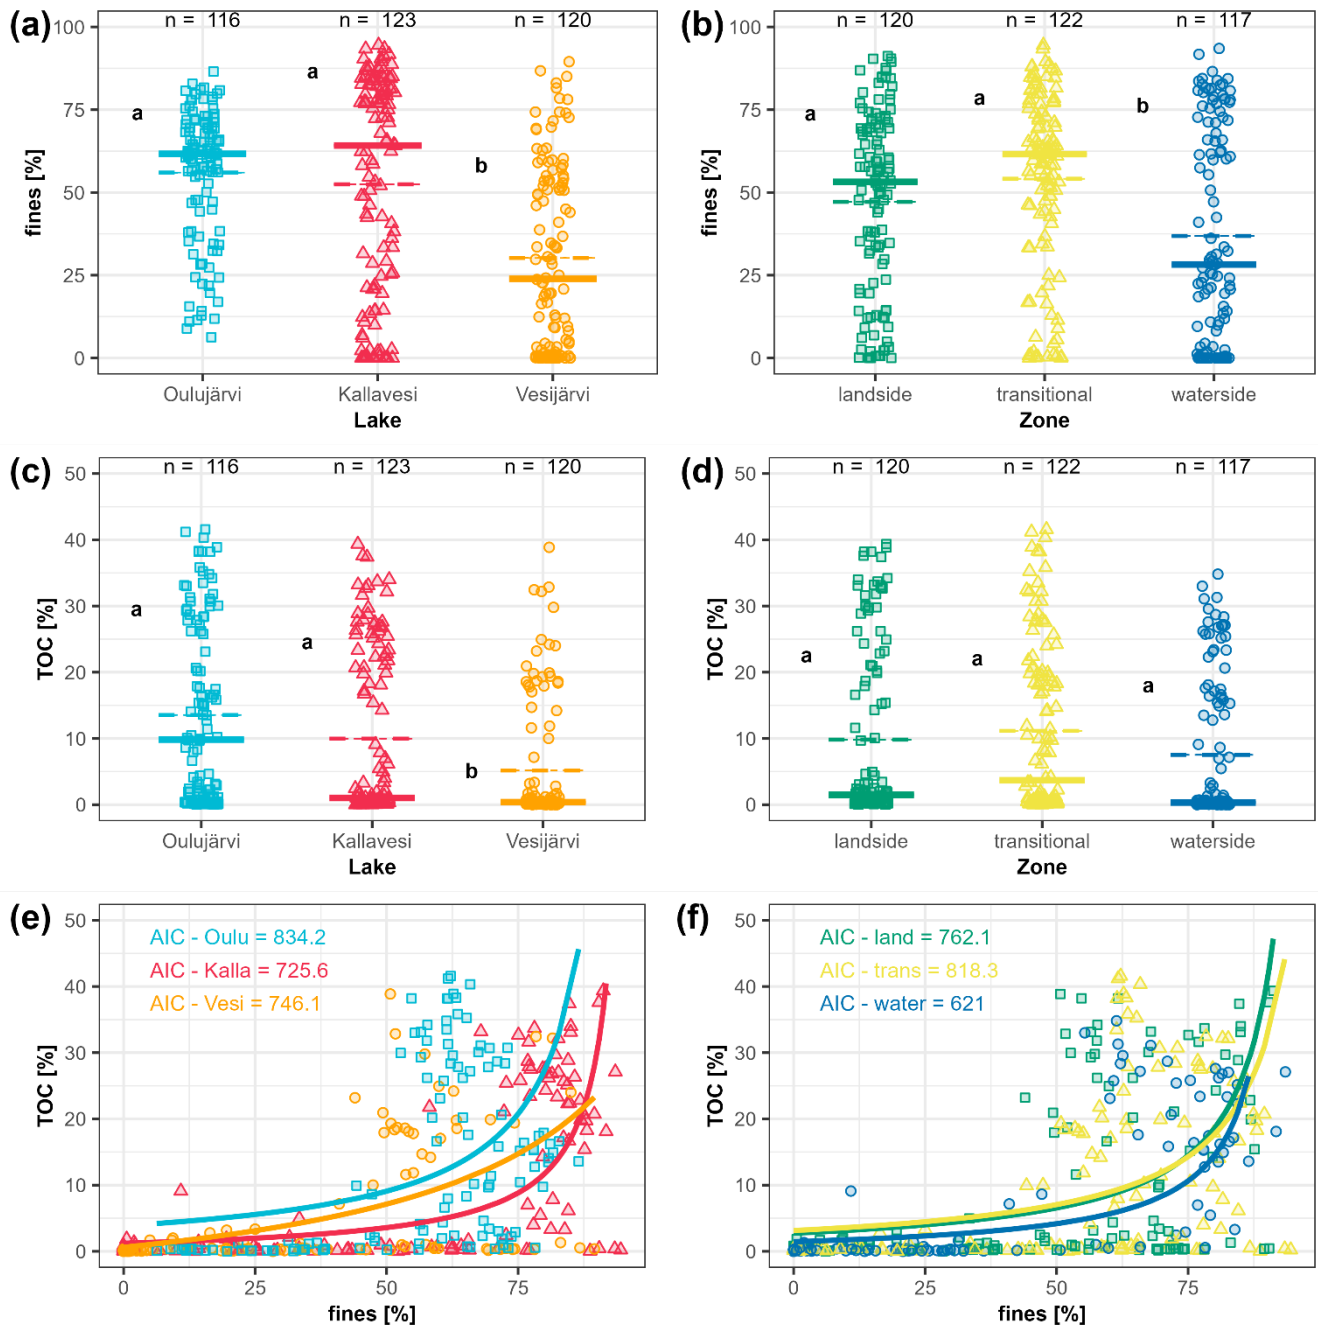 (a)
n = 116
n = 123
n = 120
100
75
50
25
0
fines [%]
a
a
b
Oulujärvi
Kallavesi
Vesijärvi
Lake
(b)
n = 120
n = 122
n = 117
100
75
50
25
0
fines [%]
a
a
b
landside
transitional
waterside
Zone
(c)
n = 116
n = 123
n = 120
50
40
30
20
10
0
TOC [%]
a
a
b
Oulujärvi
Kallavesi
Vesijärvi
Lake
(d)
n = 120
n = 122
n = 117
50
40
30
20
10
0
TOC [%]
a
a
a
landside
transitional
waterside
Zone
(e)
50
40
30
20
10
0
TOC [%]
AIC - Oulu = 834.2
AIC - Kalla = 725.6
AIC - Vesi = 746.1
0
25
50
75
fines [%]
(f)
50
40
30
20
10
0
TOC [%]
AIC - land = 762.1
AIC - trans = 818.3
AIC - water = 621
0
25
50
75
fines [%]